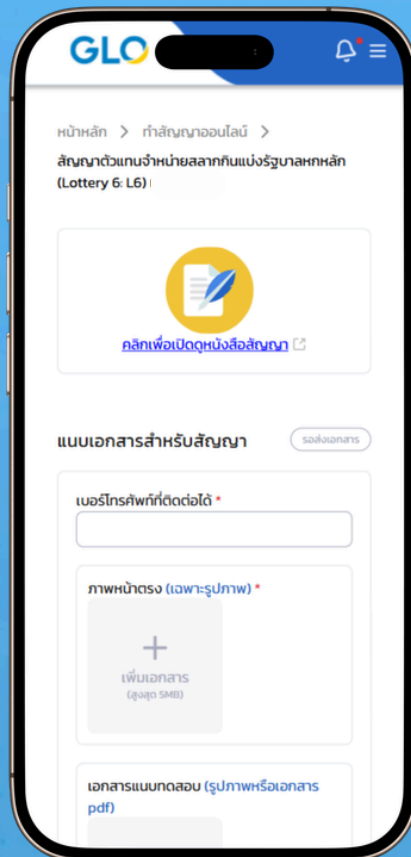 GLO
หน้าหลัก > ทำสัญญาออนไลน์ >
สัญญาตัวแทนจำหน่ายสลากกินแบ่งรัฐบาลหกหลัก
(Lottery 6: L6)
คลิกเพื่อเปิดดูหนังสือสัญญา
แนบเอกสารสำหรับสัญญา
รอส่งเอกสาร
เบอร์โทรศัพท์ที่ติดต่อได้ *
ภาพหน้าตรง (เฉพาะรูปภาพ) *
เพิ่มเอกสาร
(สูงสุด 5MB)
เอกสารแนบทดสอบ (รูปภาพหรือเอกสาร
pdf)